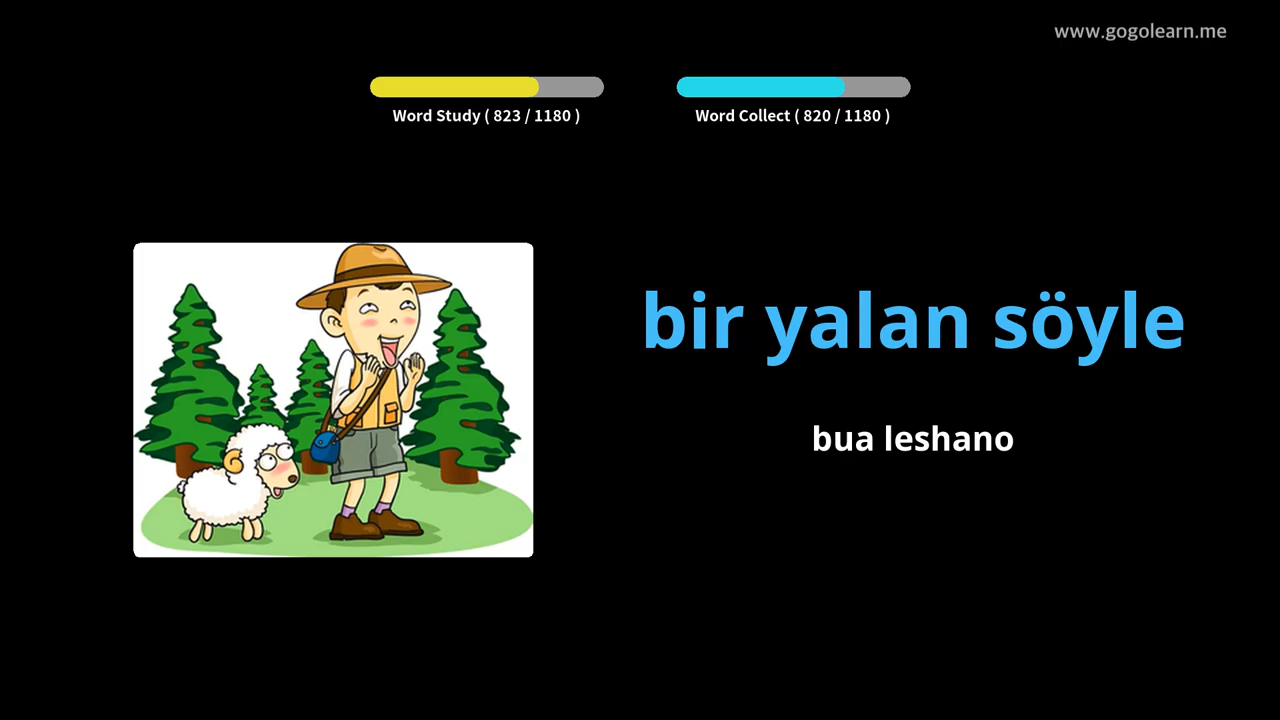 www.gogolearn.me
Word Study ( 823 / 1180 )
Word Collect ( 820 / 1180 )
bir yalan söyle
bua leshano